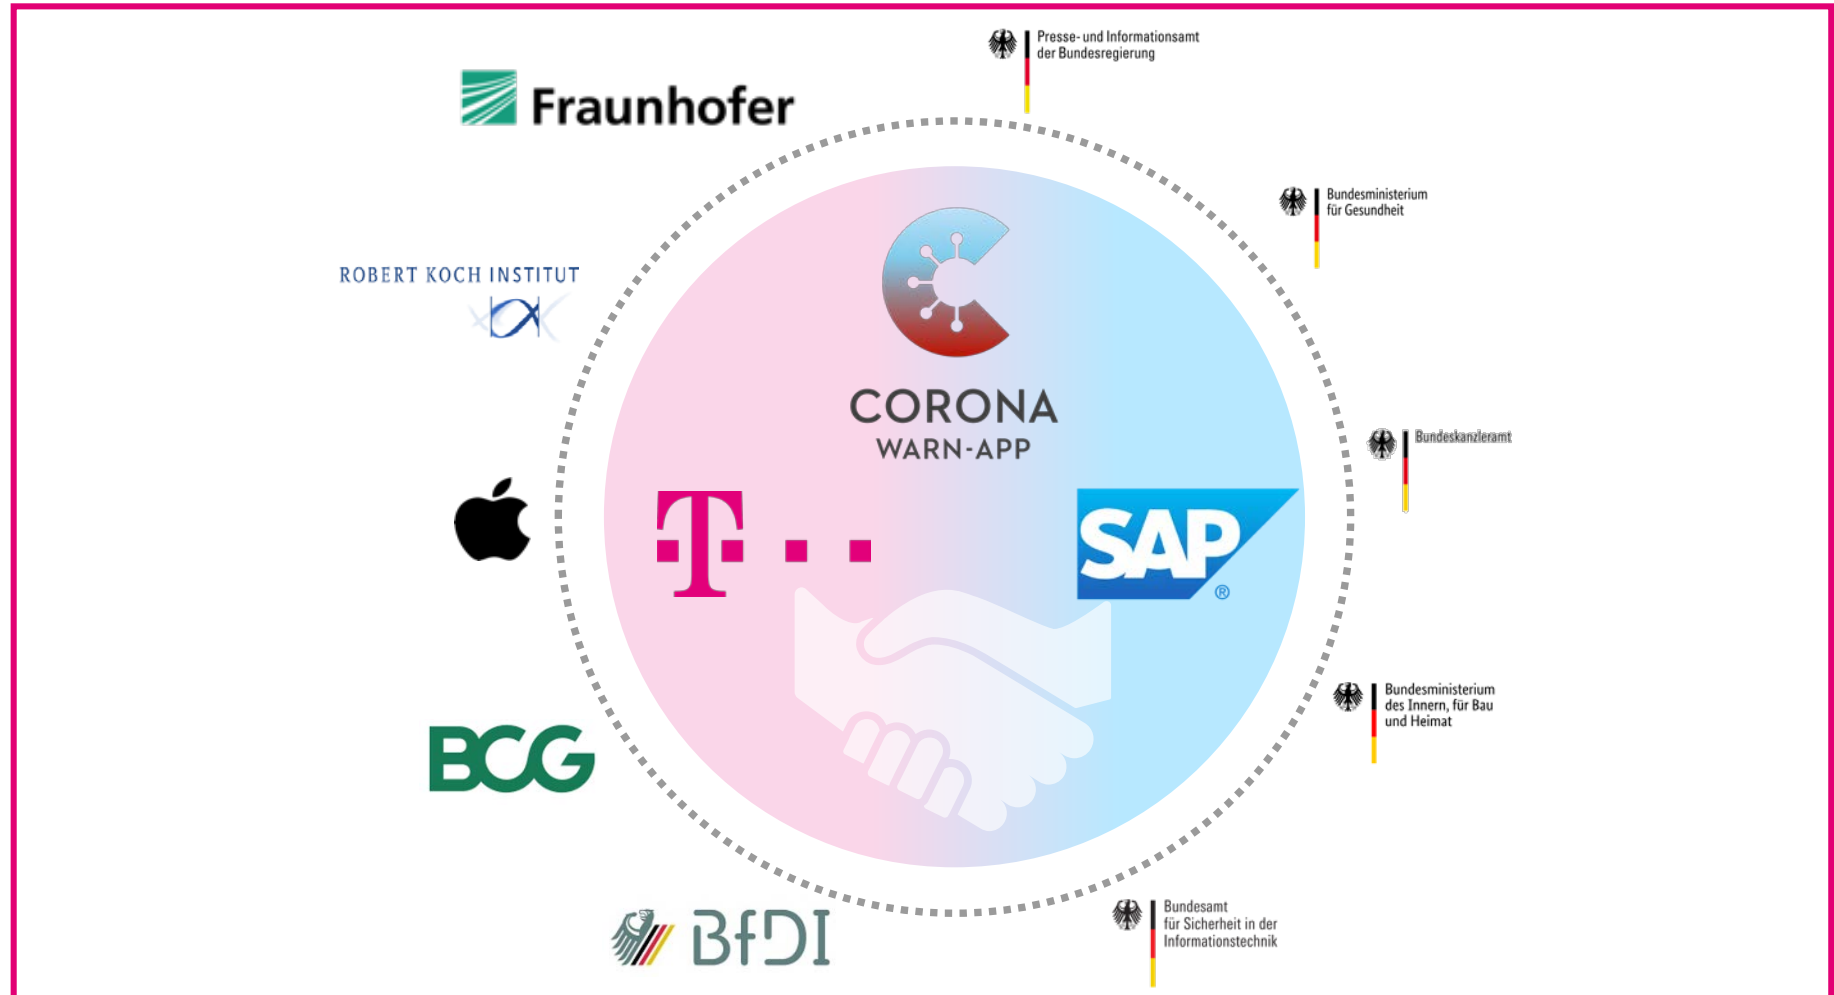 Presse- und Informationsamt
der Bundesregierung
Fraunhofer
Bundesministerium
für Gesundheit
ROBERT KOCH INSTITUT
CORONA
WARN-APP
Bundeskanzleramt
T
SAP
®
Bundesministerium
des Innern, für Bau
und Heimat
BCG
BfDI
Bundesamt
für Sicherheit in der
Informationstechnik